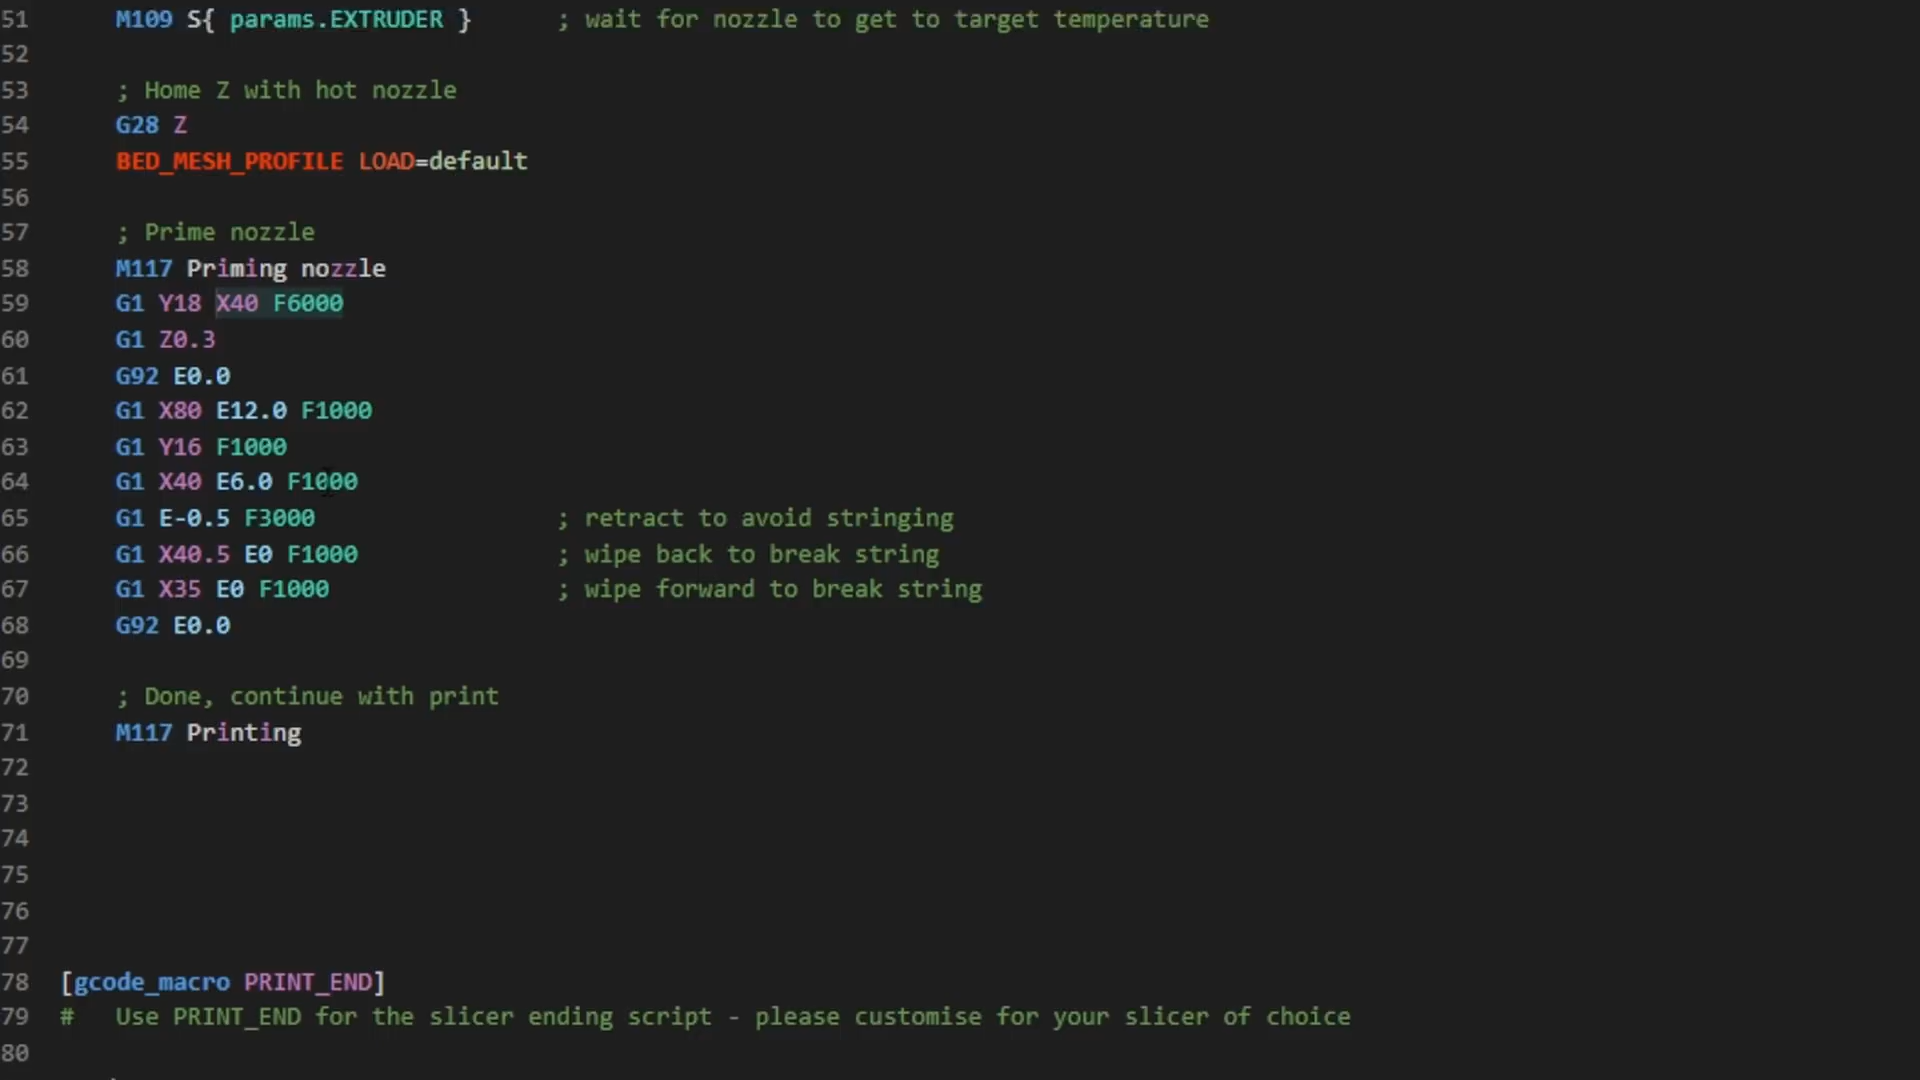 51 M109 S{ params.EXTRUDER } ; wait for nozzle to get to target temperature
52
53 ; Home Z with hot nozzle
54 G28 Z
55 BED_MESH_PROFILE LOAD=default
56
57 ; Prime nozzle
58 M117 Priming nozzle
59 G1 Y18 X40 F6000
60 G1 Z0.3
61 G92 E0.0
62 G1 X80 E12.0 F1000
63 G1 Y16 F1000
64 G1 X40 E6.0 F1000
65 G1 E-0.5 F3000 ; retract to avoid stringing
66 G1 X40.5 E0 F1000 ; wipe back to break string
67 G1 X35 E0 F1000 ; wipe forward to break string
68 G92 E0.0
69
70 ; Done, continue with print
71 M117 Printing
72
73
74
75
76
77
78 [gcode_macro PRINT_END]
79 # Use PRINT_END for the slicer ending script - please customise for your slicer of choice
80